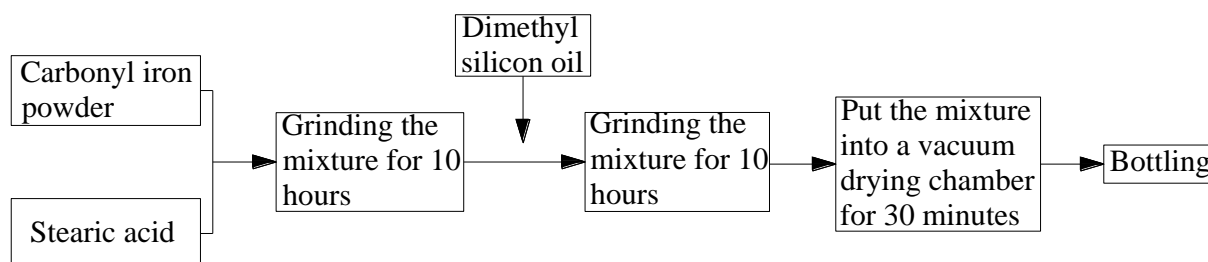 Dimethyl
silicon oil
Carbonyl iron
powder
Stearic acid
Grinding the
mixture for 10
hours
Grinding the
mixture for 10
hours
Put the mixture
into a vacuum
drying chamber
for 30 minutes
Bottling